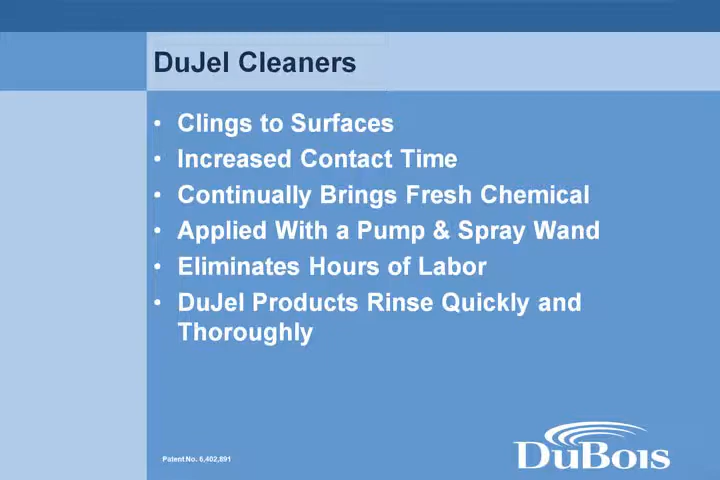 DuJel Cleaners
• Clings to Surfaces
• Increased Contact Time
• Continually Brings Fresh Chemical
• Applied With a Pump & Spray Wand
• Eliminates Hours of Labor
• DuJel Products Rinse Quickly and
Thoroughly
Patent No. 6,402,891
DUBOIS